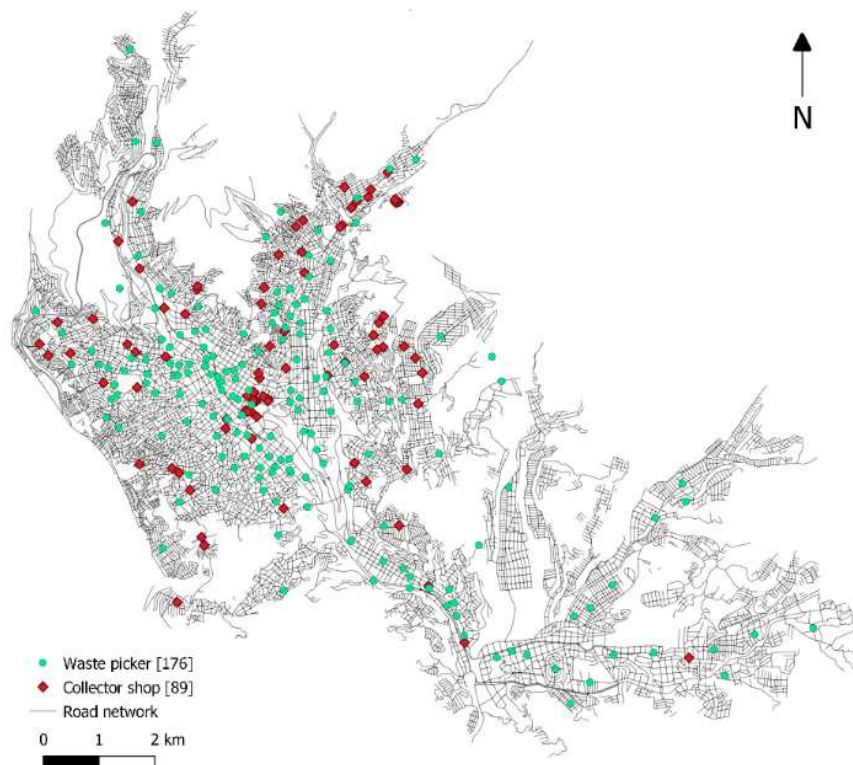 N
Waste picker [176]
Collector shop [89]
Road network
0 1 2 km